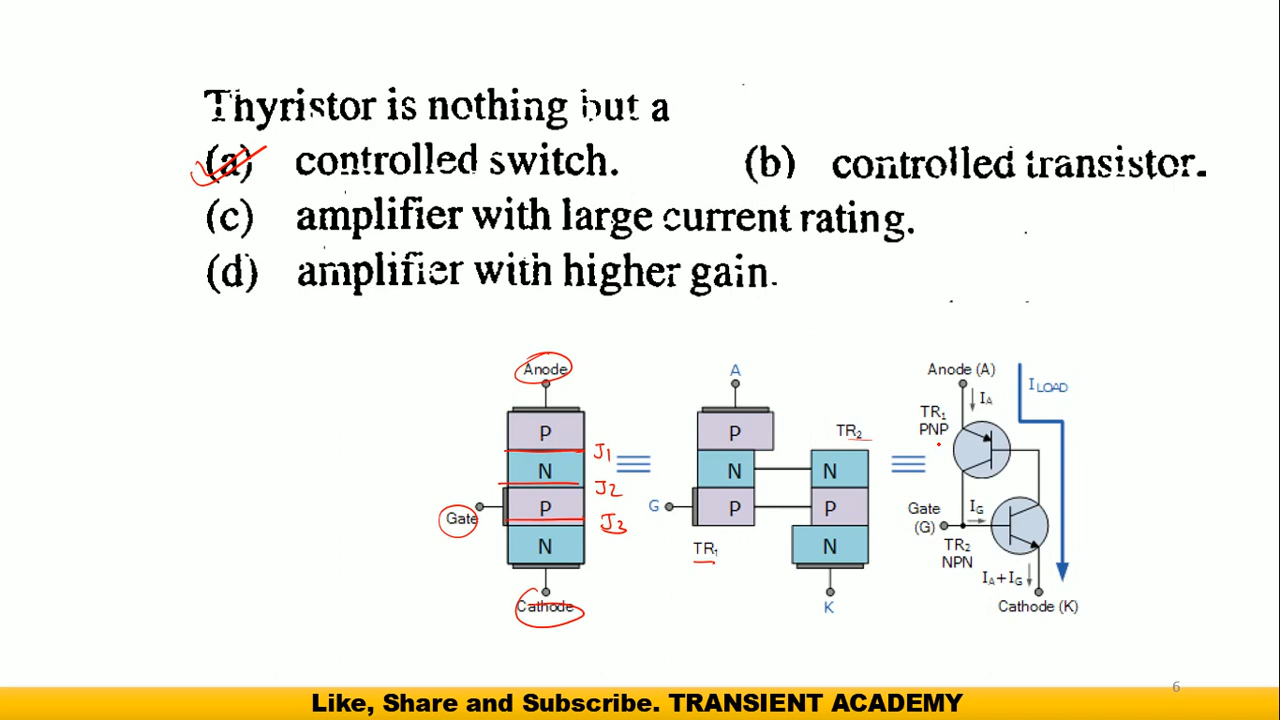 Thyristor is nothing but a
(a) controlled switch. (b) controlled transistor.
(c) amplifier with large current rating.
(d) amplifier with higher gain.
Anode
P
N
P
N
J1
J2
J3
Gate
Cathode
A
P
N
P
G
TR1
TR2
N
P
N
K
Anode (A)
IA
ILOAD
TR1
PNP
Gate
(G)
IG
TR2
NPN
IA+IG
Cathode (K)
6
Like, Share and Subscribe. TRANSIENT ACADEMY